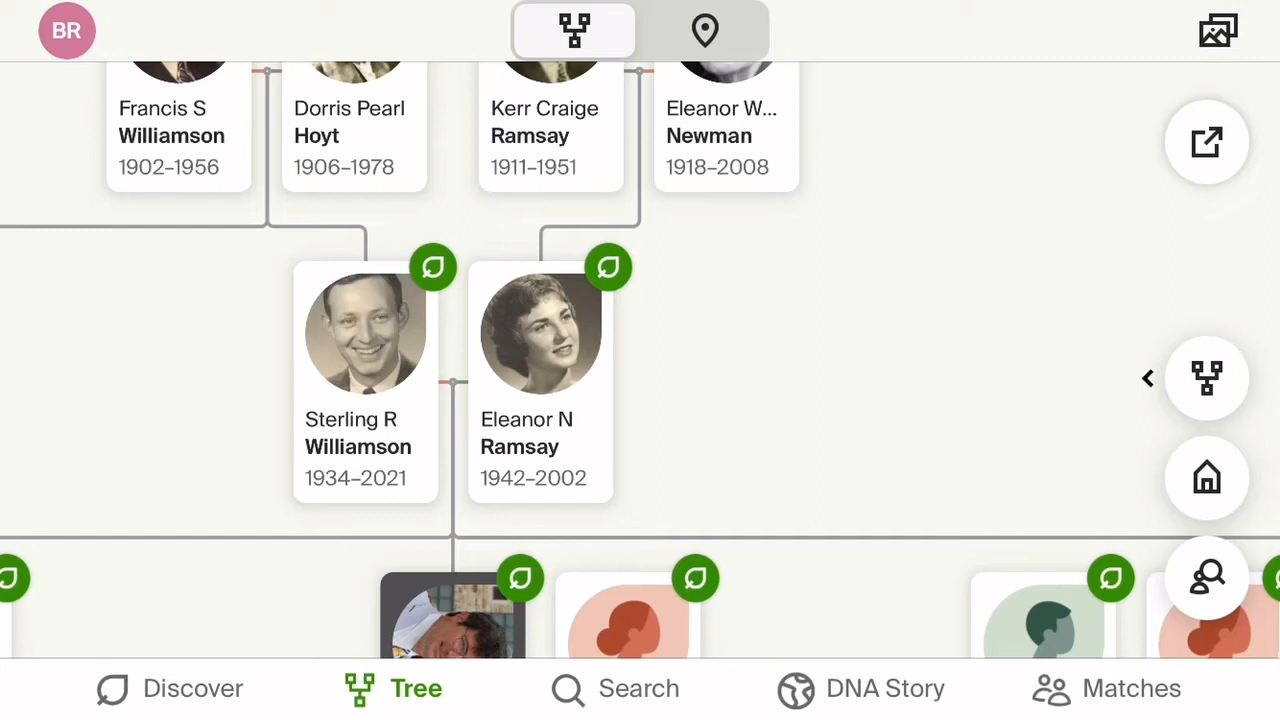 BR
Francis S
Williamson
1902–1956
Dorris Pearl
Hoyt
1906–1978
Kerr Craige
Ramsay
1911–1951
Eleanor W...
Newman
1918–2008
Sterling R
Williamson
1934–2021
Eleanor N
Ramsay
1942–2002
Discover
Tree
Search
DNA Story
Matches